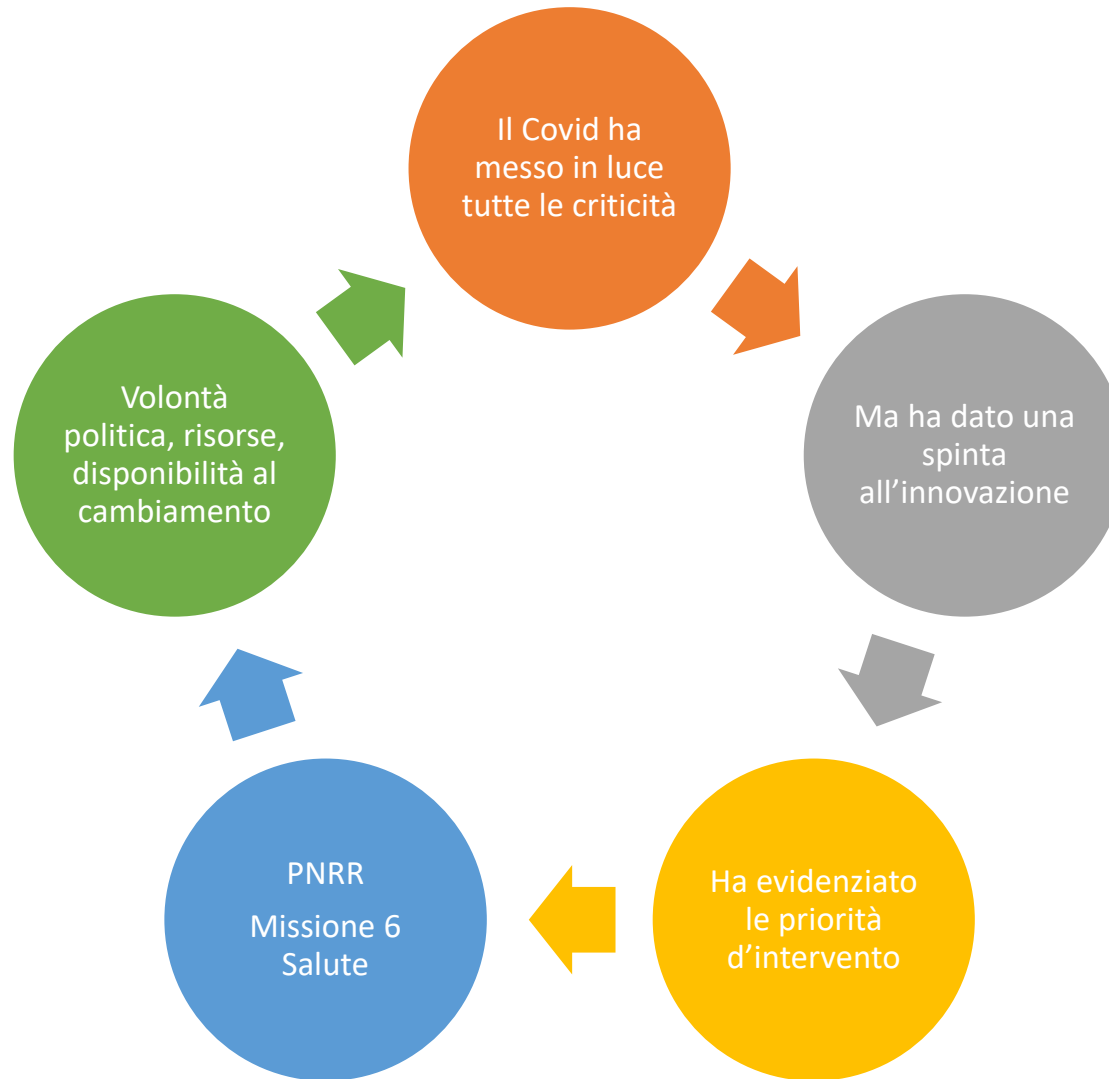 Il Covid ha
messo in luce
tutte le criticità
Ma ha dato una
spinta
all’innovazione
Ha evidenziato
le priorità
d’intervento
PNRR
Missione 6
Salute
Volontà
politica, risorse,
disponibilità al
cambiamento